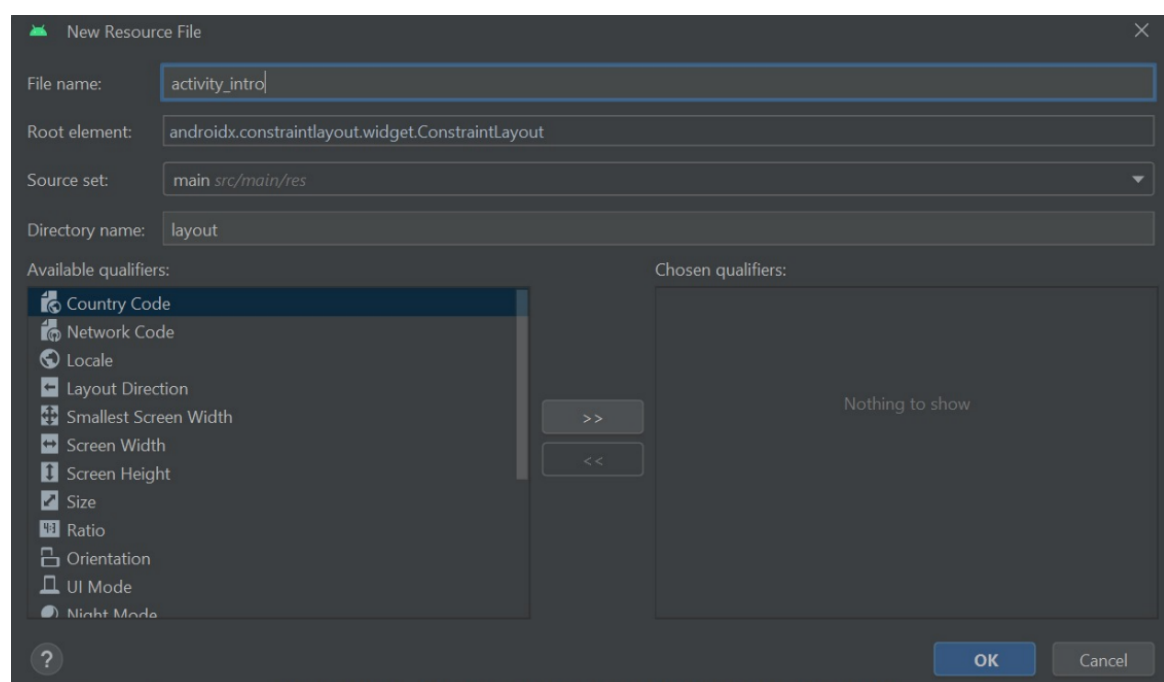 New Resource File
File name: activity_intro
Root element: androidx.constraintlayout.widget.ConstraintLayout
Source set: main src/main/res
Directory name: layout
Available qualifiers:
Country Code
Network Code
Locale
Layout Direction
Smallest Screen Width
Screen Width
Screen Height
Size
Ratio
Orientation
UI Mode
Night Mode
>>
<<
Chosen qualifiers:
Nothing to show
?
OK
Cancel